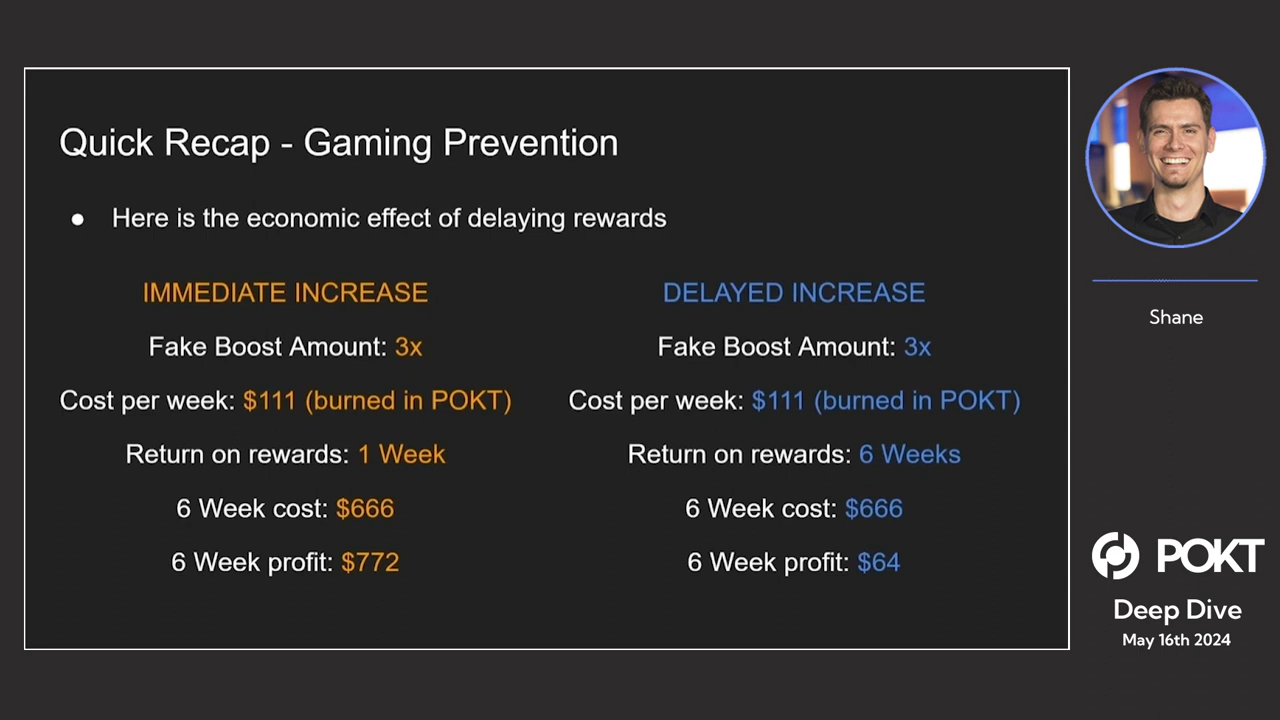 Quick Recap - Gaming Prevention
● Here is the economic effect of delaying rewards
IMMEDIATE INCREASE
Fake Boost Amount: 3x
Cost per week: $111 (burned in POKT)
Return on rewards: 1 Week
6 Week cost: $666
6 Week profit: $772
DELAYED INCREASE
Fake Boost Amount: 3x
Cost per week: $111 (burned in POKT)
Return on rewards: 6 Weeks
6 Week cost: $666
6 Week profit: $64
Shane
POKT
Deep Dive
May 16th 2024